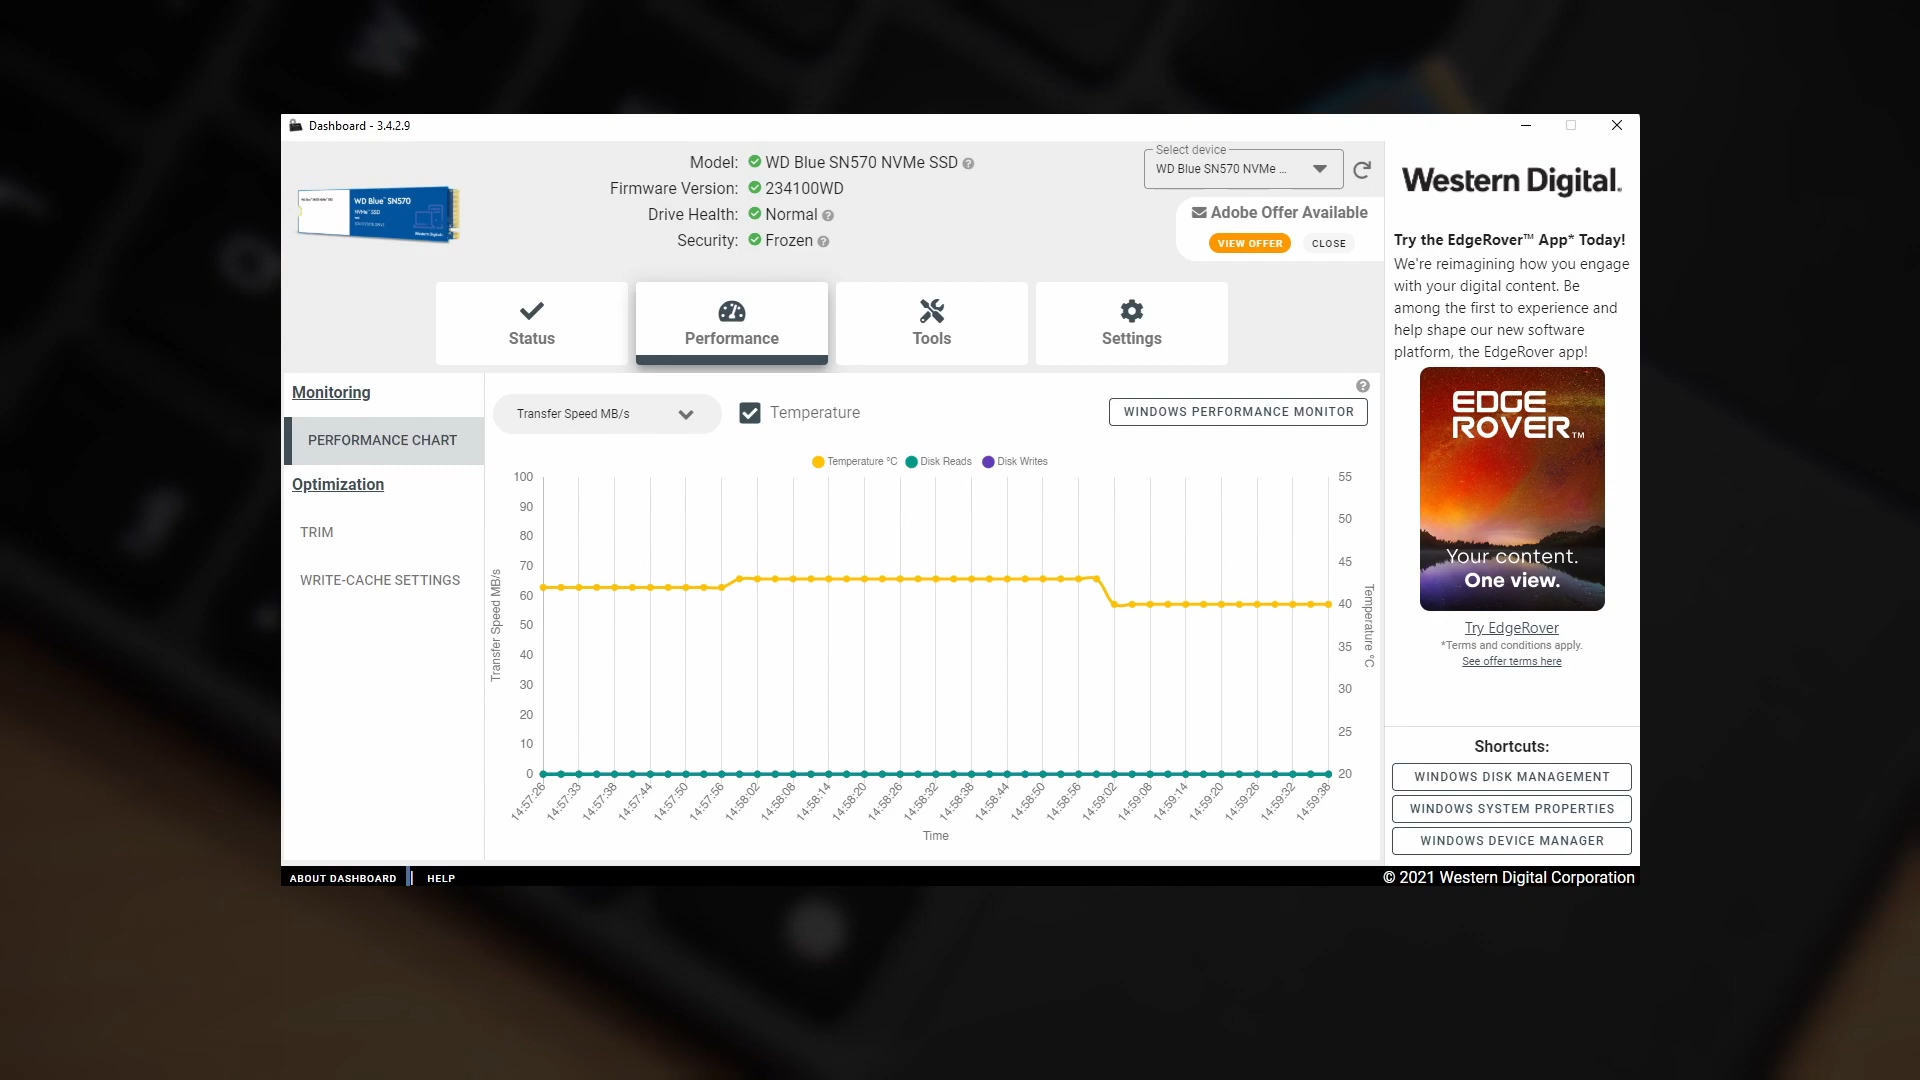 Dashboard - 3.4.2.9
Model: WD Blue SN570 NVMe SSD
Firmware Version: 234100WD
Drive Health: Normal
Security: Frozen
WD Blue™ SN570
NVMe™ SSD
Western Digital.
Select device
WD Blue SN570 NVMe ...
Adobe Offer Available
VIEW OFFER CLOSE
Status
Performance
Tools
Settings
Monitoring
PERFORMANCE CHART
Optimization
TRIM
WRITE-CACHE SETTINGS
Transfer Speed MB/s
Temperature
WINDOWS PERFORMANCE MONITOR
Temperature °C Disk Reads Disk Writes
100
90
80
70
60
50
40
30
20
10
0
Transfer Speed MB/s
55
50
45
40
35
30
25
20
Temperature °C
14:57:26
14:57:33
14:57:38
14:57:44
14:57:50
14:57:56
14:58:02
14:58:08
14:58:14
14:58:20
14:58:26
14:58:32
14:58:38
14:58:44
14:58:50
14:58:56
14:59:02
14:59:08
14:59:14
14:59:20
14:59:26
14:59:32
14:59:38
Time
Western Digital.
Try the EdgeRover™ App* Today!
We're reimagining how you engage
with your digital content. Be
among the first to experience and
help shape our new software
platform, the EdgeRover app!
EDGE
ROVER™
Your content.
One view.
Try EdgeRover
*Terms and conditions apply.
See offer terms here
Shortcuts:
WINDOWS DISK MANAGEMENT
WINDOWS SYSTEM PROPERTIES
WINDOWS DEVICE MANAGER
ABOUT DASHBOARD HELP
© 2021 Western Digital Corporation